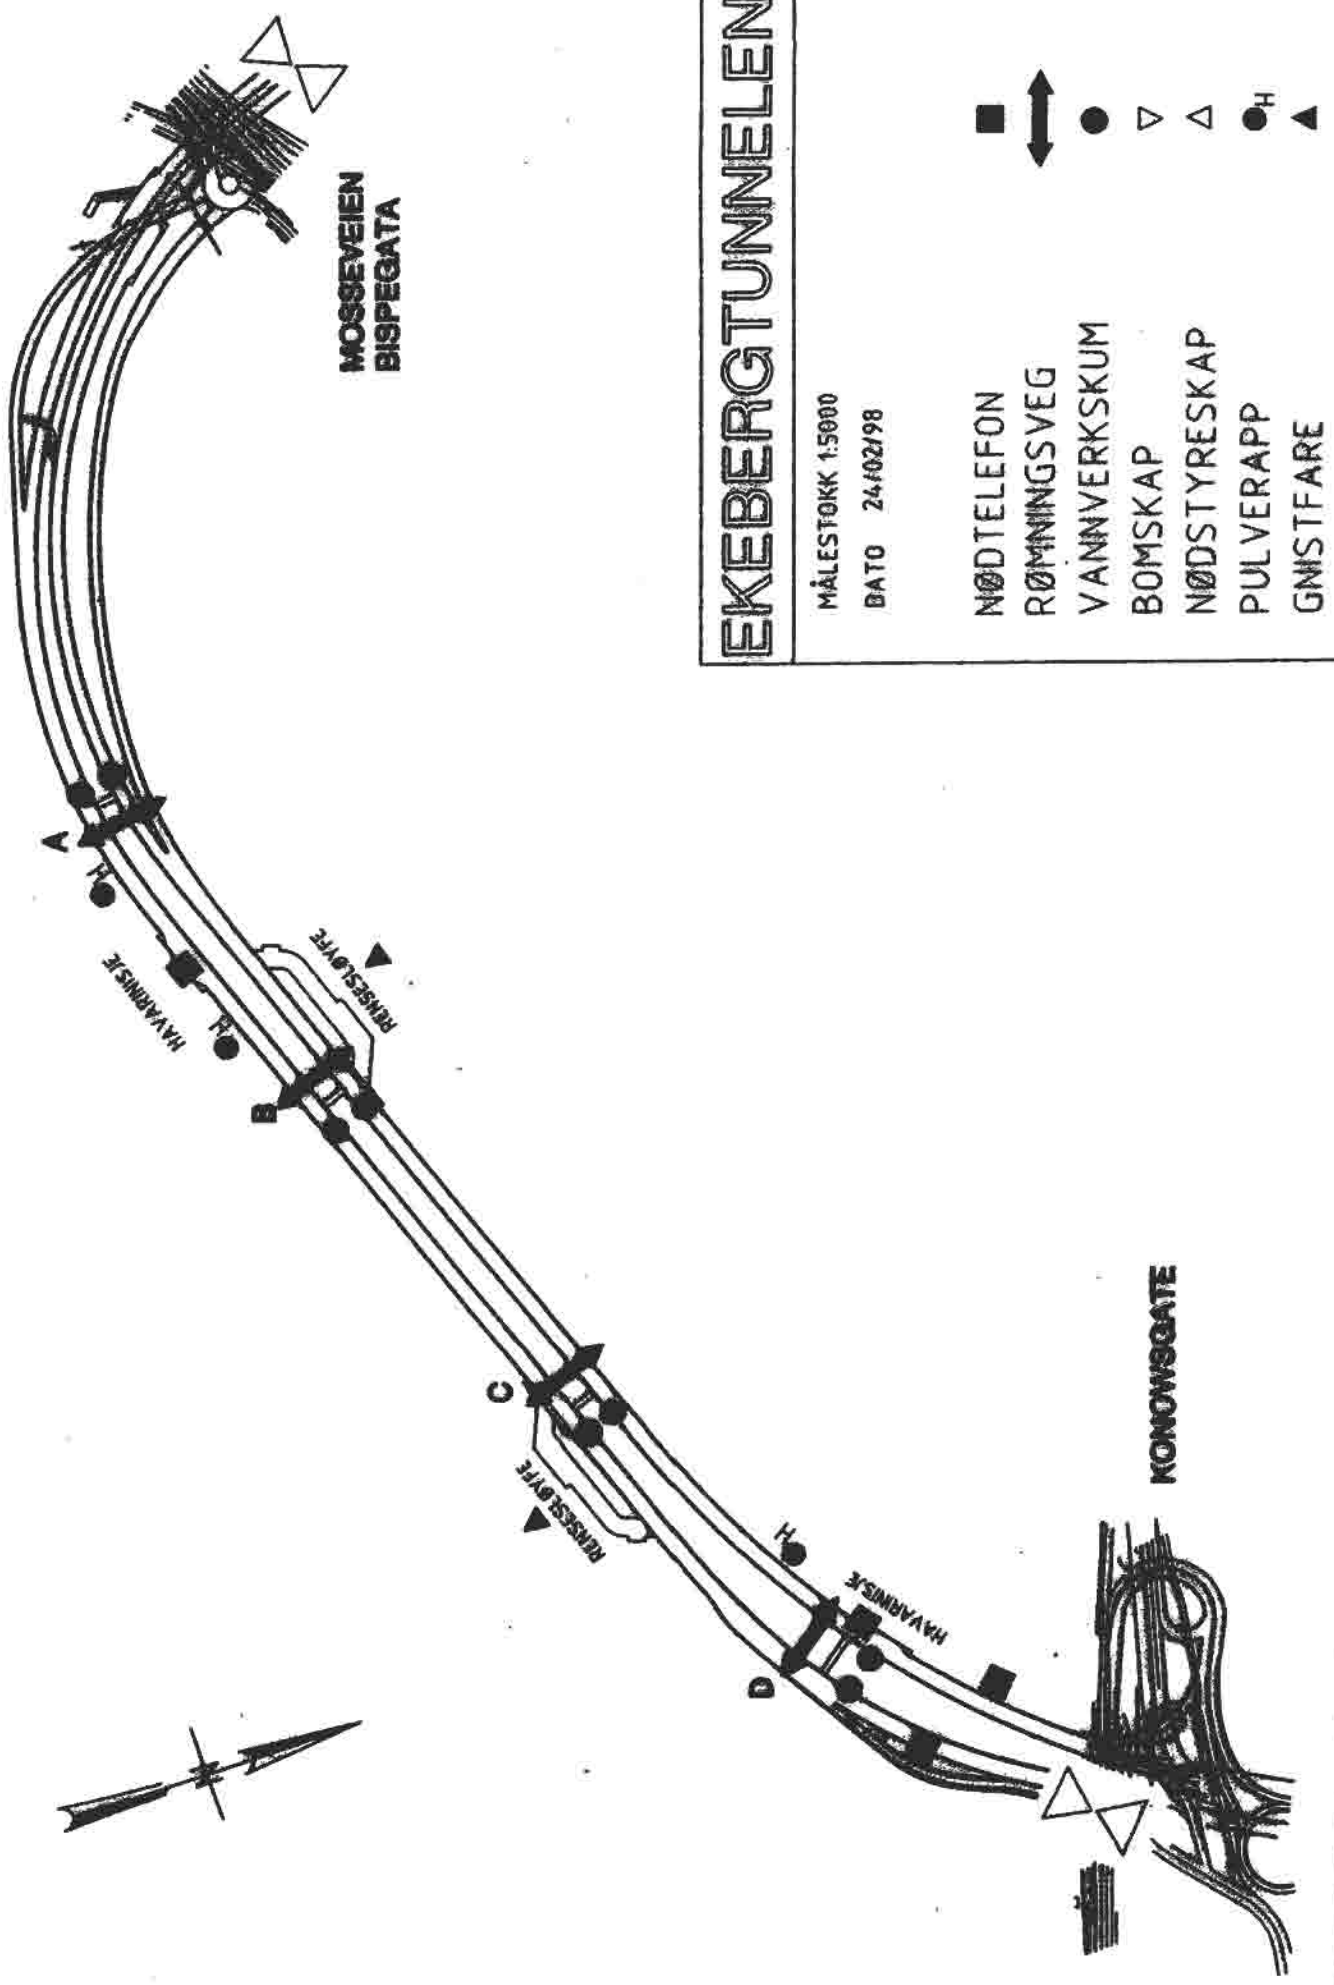 EKEBERGTUNNELEN
MÅLESTOKK 1:5000
DATO 24/02/98
NØDTELEFON
RØMNINGSVEG
VANNVERKSKUM
BOMSKAP
NØDSTYRESKAP
PULVERAPP
H
GNISTFARE
MOSSEVEIEN
BISPEGATA
A
H
HAVARINISJE
H
RENSESLØYFE
B
C
RENSESLØYFE
H
HAVARINISJE
D
KONOWSGATE
N